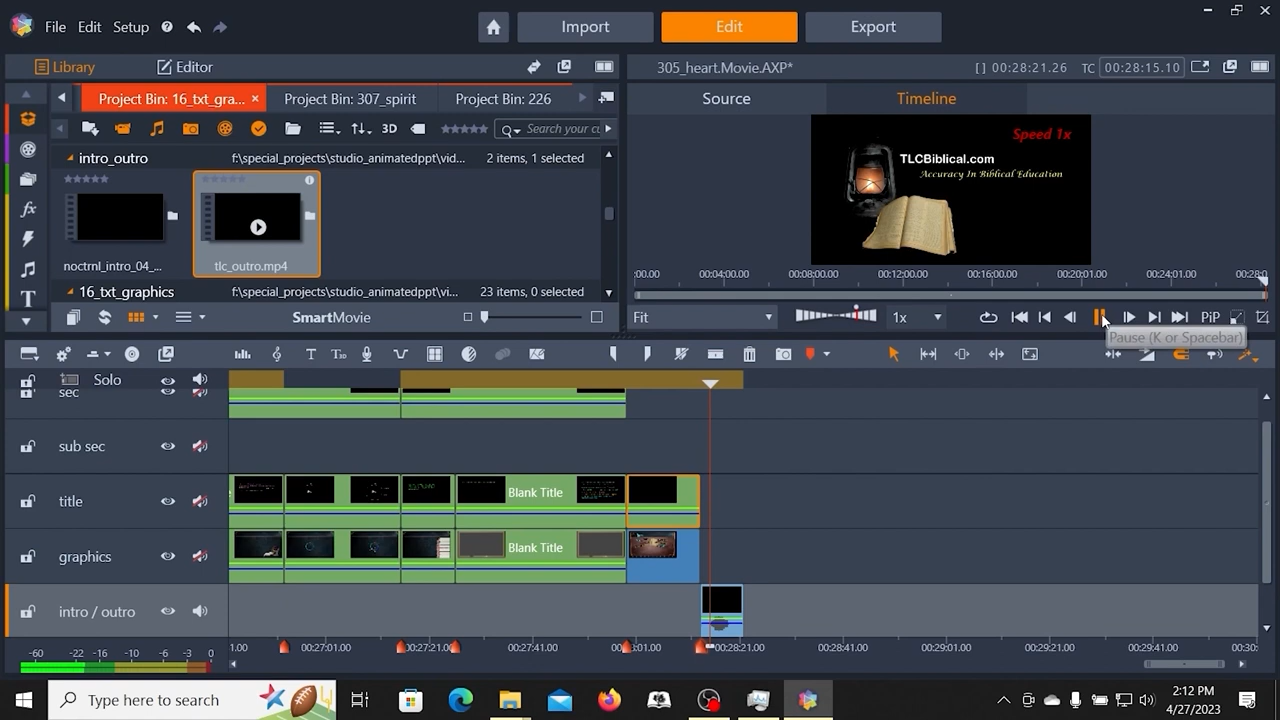 File Edit Setup Import Edit Export
Library Editor 305_heart.Movie.AXP* [] 00:28:21.26 TC 00:28:15.10
Project Bin: 16_txt_gra... × Project Bin: 307_spirit Project Bin: 226 Source Timeline
3D Search your cu
intro_outro f:\special_projects\studio_animatedppt\vid... 2 items, 1 selected
noctrnl_intro_04_... tlc_outro.mp4
16_txt_graphics f:\special_projects\studio_animatedppt\vi... 23 items, 0 selected
SmartMovie
Speed 1x
TLCBiblical.com
Accuracy In Biblical Education
:00.00 00:04:00.00 00:08:00.00 00:12:00.00 00:16:00.00 00:20:01.00 00:24:01.00 00:28:0
Fit 1x PiP
Pause (K or Spacebar)
Solo
sec
sub sec
title Blank Title
graphics Blank Title
intro / outro
-60 -22 -16 -10 -6 -3 0 1.00 00:27:01.00 00:27:21.00 00:27:41.00 01.00 00:28:21.00 00:28:41.00 00:29:01.00 00:29:21.00 00:29:41.00 00:30:
Type here to search 2:12 PM
4/27/2023